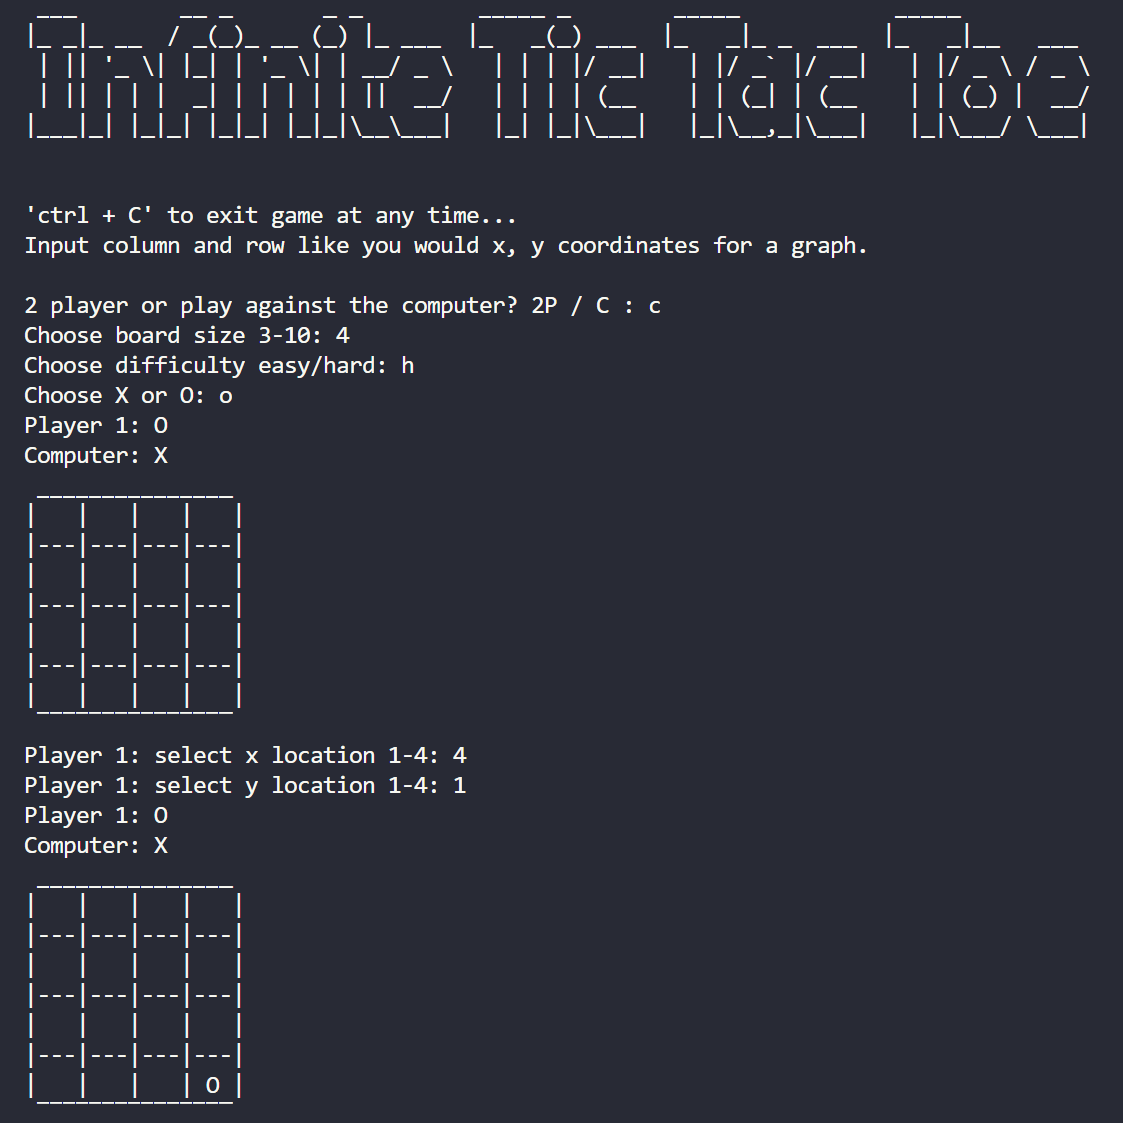 Infinite Tic Tac Toe
'ctrl + C' to exit game at any time...
Input column and row like you would x, y coordinates for a graph.
2 player or play against the computer? 2P / C : c
Choose board size 3-10: 4
Choose difficulty easy/hard: h
Choose X or O: o
Player 1: O
Computer: X
Player 1: select x location 1-4: 4
Player 1: select y location 1-4: 1
Player 1: O
Computer: X
O